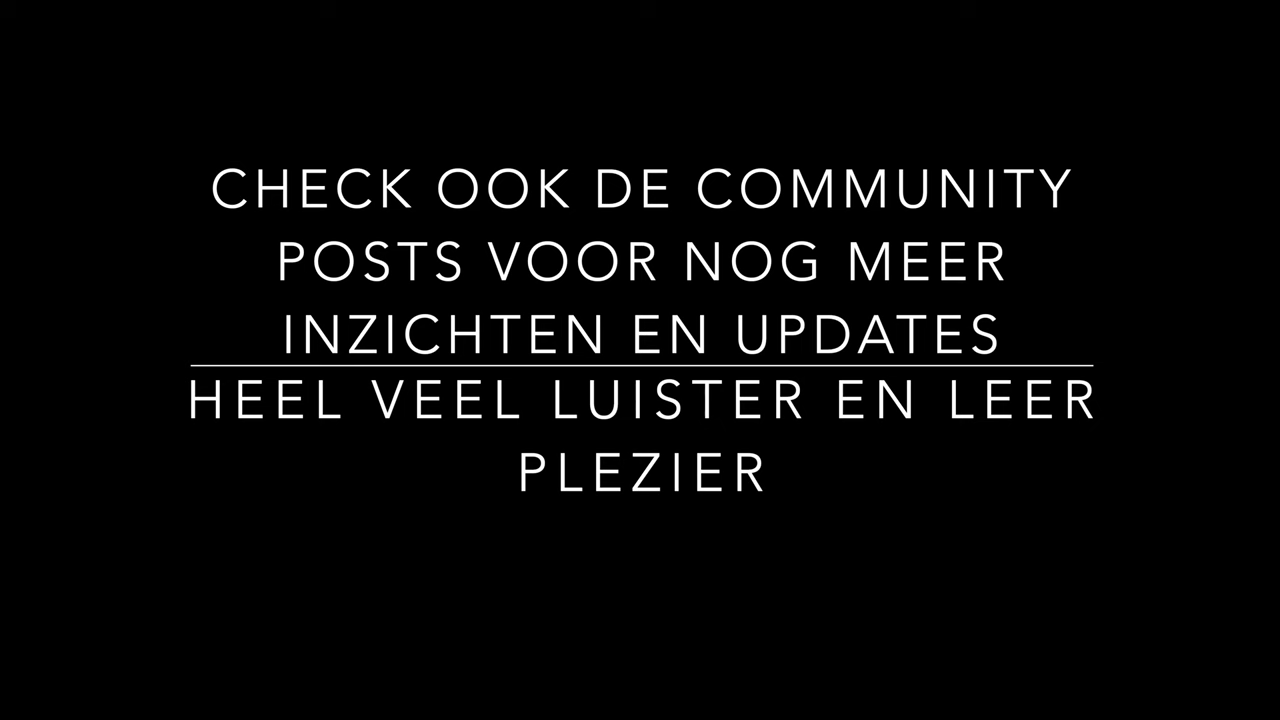 CHECK OOK DE COMMUNITY
POSTS VOOR NOG MEER
INZICHTEN EN UPDATES
HEEL VEEL LUISTER EN LEER
PLEZIER